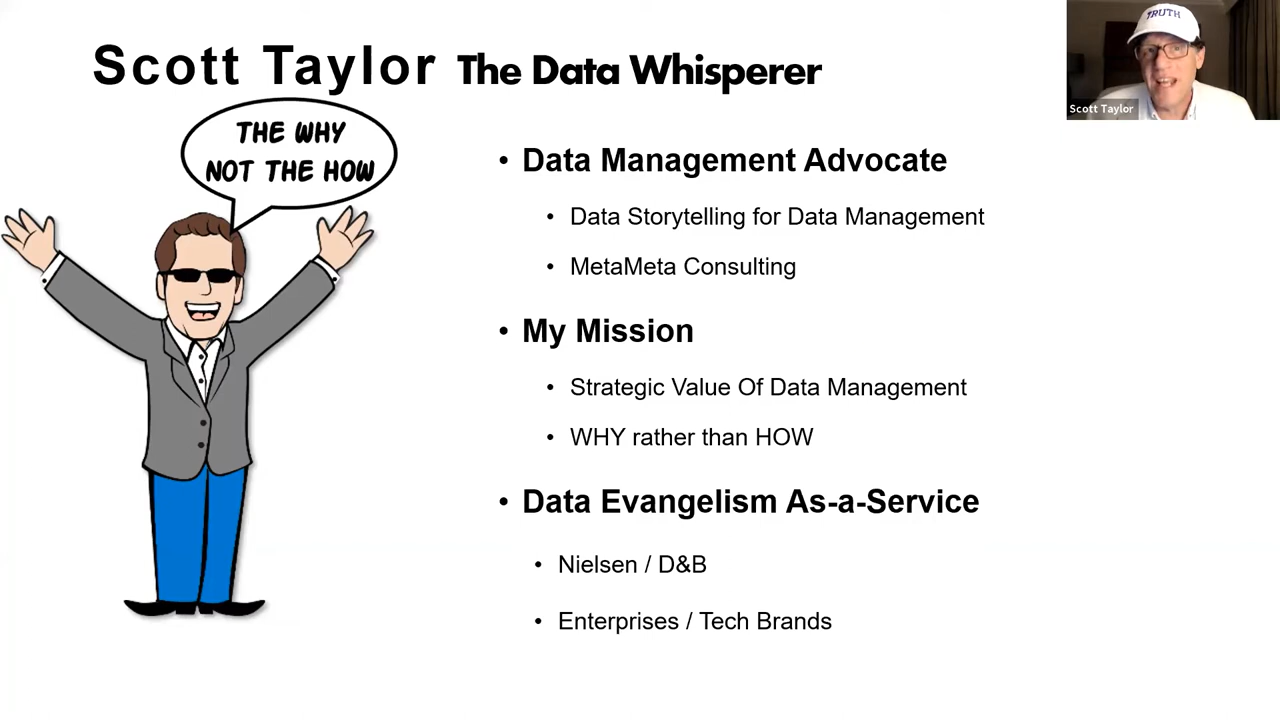 Scott Taylor The Data Whisperer
TRUTH
Scott Taylor
THE WHY
NOT THE HOW
• Data Management Advocate
• Data Storytelling for Data Management
• MetaMeta Consulting
• My Mission
• Strategic Value Of Data Management
• WHY rather than HOW
• Data Evangelism As-a-Service
• Nielsen / D&B
• Enterprises / Tech Brands